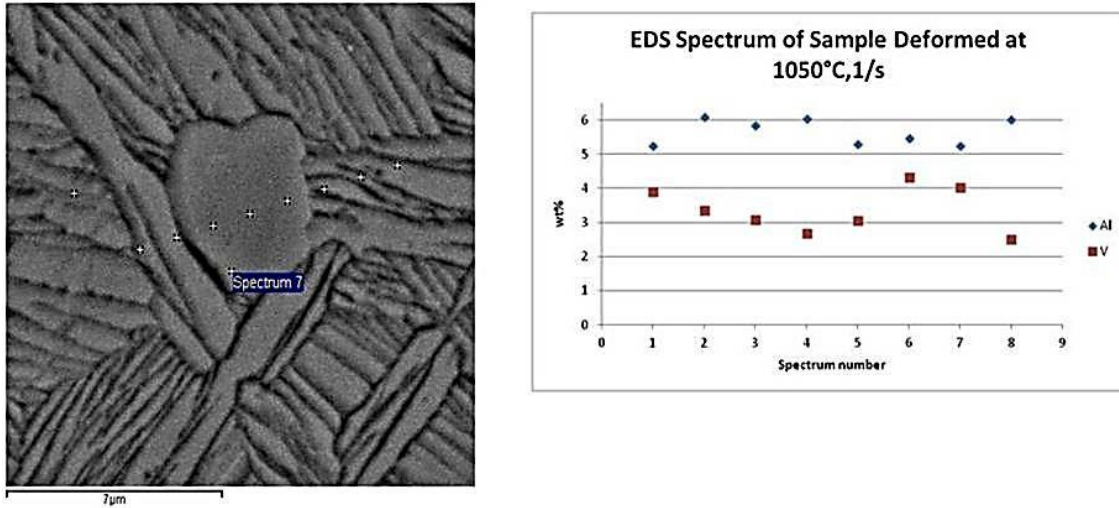 Spectrum 7
7µm
EDS Spectrum of Sample Deformed at
1050°C,1/s
6
5
4
3
2
1
0
wt%
0 1 2 3 4 5 6 7 8 9
Spectrum number
Al
V